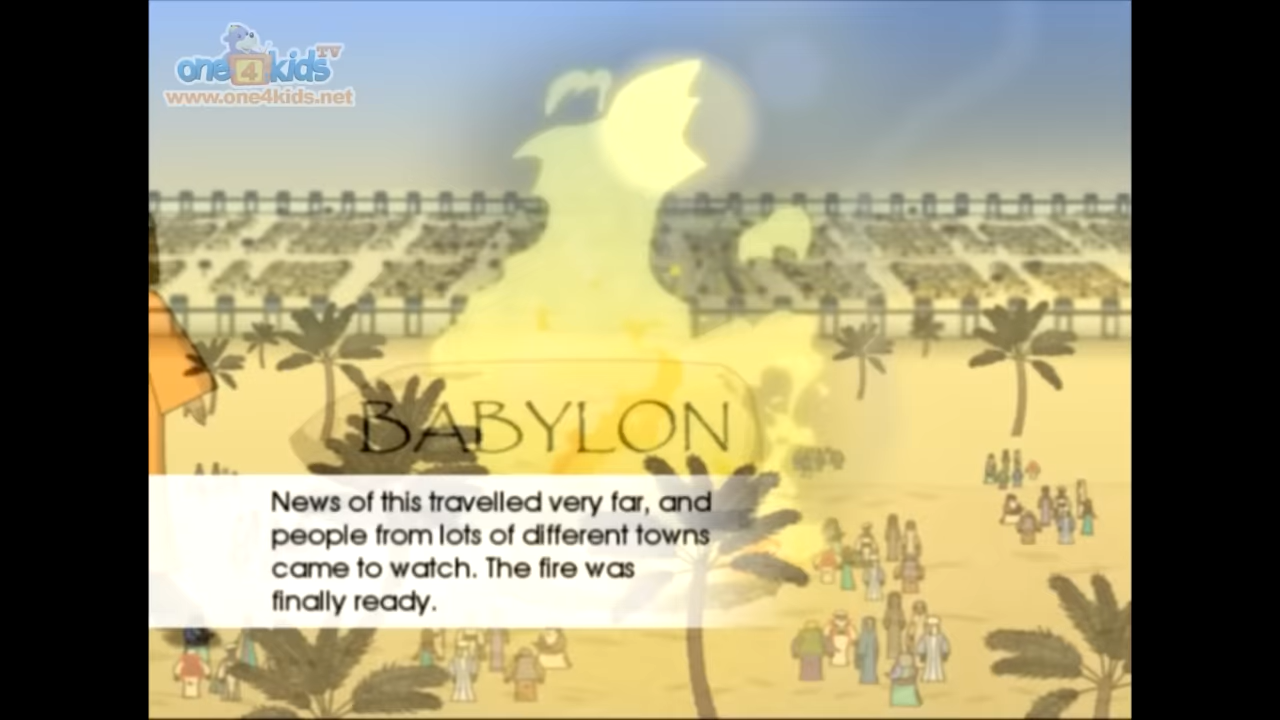 one4kids TV
www.one4kids.net
BABYLON
News of this travelled very far, and
people from lots of different towns
came to watch. The fire was
finally ready.